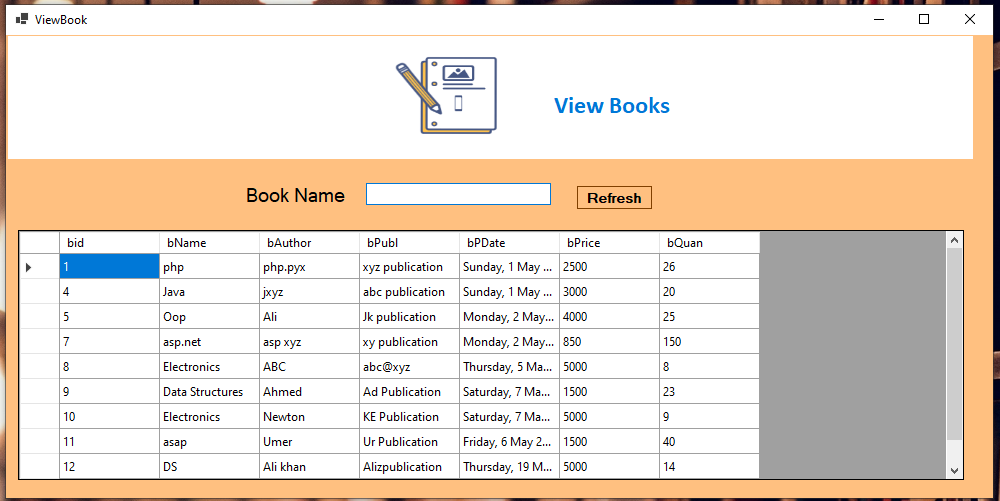 ViewBook
View Books
Book Name Refresh
bid bName bAuthor bPubl bPDate bPrice bQuan
1 php php.pyx xyz publication Sunday, 1 May ... 2500 26
4 Java jxyz abc publication Sunday, 1 May ... 3000 20
5 Oop Ali Jk publication Monday, 2 May... 4000 25
7 asp.net asp xyz xy publication Monday, 2 May... 850 150
8 Electronics ABC abc@xyz Thursday, 5 Ma... 5000 8
9 Data Structures Ahmed Ad Publication Saturday, 7 Ma... 1500 23
10 Electronics Newton KE Publication Saturday, 7 Ma... 5000 9
11 asap Umer Ur Publication Friday, 6 May 2... 1500 40
12 DS Ali khan Alizpublication Thursday, 19 M... 5000 14